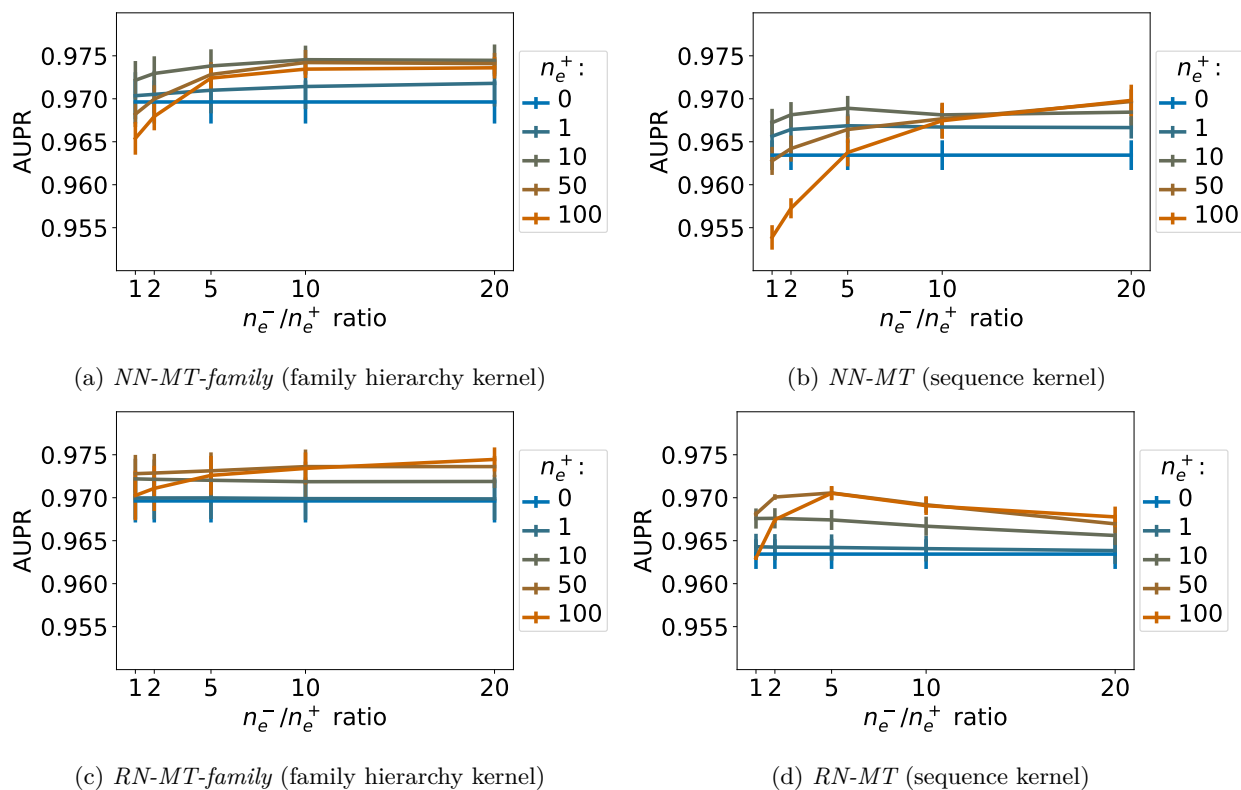 AUPR
0.975
0.970
0.965
0.960
0.955
1 2 5 10 20
n_e^-/n_e^+ ratio
n_e^+:
0
1
10
50
100
(a) NN-MT-family (family hierarchy kernel)
AUPR
0.975
0.970
0.965
0.960
0.955
1 2 5 10 20
n_e^-/n_e^+ ratio
n_e^+:
0
1
10
50
100
(b) NN-MT (sequence kernel)
AUPR
0.975
0.970
0.965
0.960
0.955
1 2 5 10 20
n_e^-/n_e^+ ratio
n_e^+:
0
1
10
50
100
(c) RN-MT-family (family hierarchy kernel)
AUPR
0.975
0.970
0.965
0.960
0.955
1 2 5 10 20
n_e^-/n_e^+ ratio
n_e^+:
0
1
10
50
100
(d) RN-MT (sequence kernel)